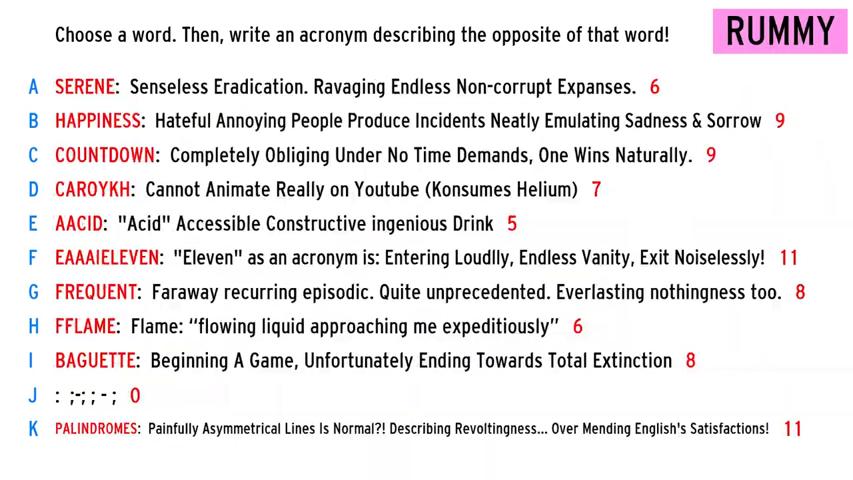 Choose a word. Then, write an acronym describing the opposite of that word!
RUMMY
A SERENE: Senseless Eradication. Ravaging Endless Non-corrupt Expanses. 6
B HAPPINESS: Hateful Annoying People Produce Incidents Neatly Emulating Sadness & Sorrow 9
C COUNTDOWN: Completely Obliging Under No Time Demands, One Wins Naturally. 9
D CAROYKH: Cannot Animate Really on Youtube (Konsumes Helium) 7
E AACID: "Acid" Accessible Constructive ingenious Drink 5
F EAAAIELEVEN: "Eleven" as an acronym is: Entering Loudlly, Endless Vanity, Exit Noiselessly! 11
G FREQUENT: Faraway recurring episodic. Quite unprecedented. Everlasting nothingness too. 8
H FFLAME: Flame: “flowing liquid approaching me expeditiously” 6
I BAGUETTE: Beginning A Game, Unfortunately Ending Towards Total Extinction 8
J : ;-; ; - ; 0
K PALINDROMES: Painfully Asymmetrical Lines Is Normal?! Describing Revoltingness... Over Mending English's Satisfactions! 11